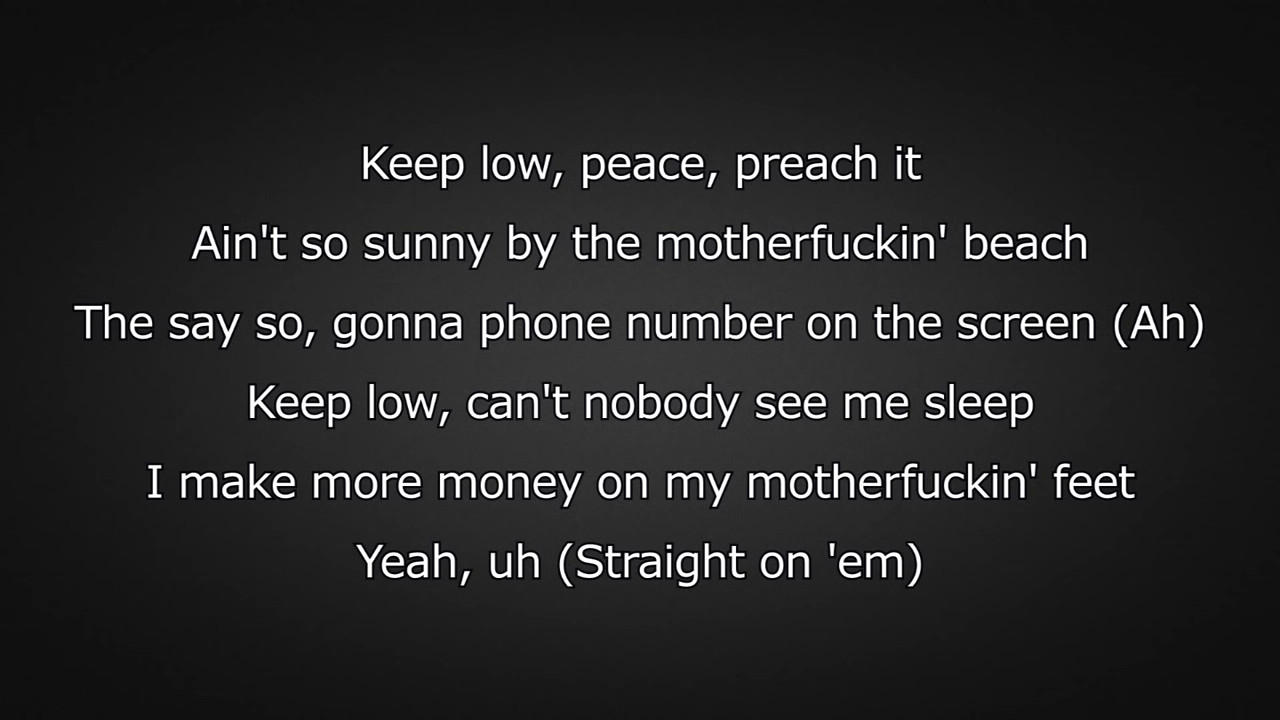 Keep low, peace, preach it
Ain't so sunny by the motherfuckin' beach
The say so, gonna phone number on the screen (Ah)
Keep low, can't nobody see me sleep
I make more money on my motherfuckin' feet
Yeah, uh (Straight on 'em)